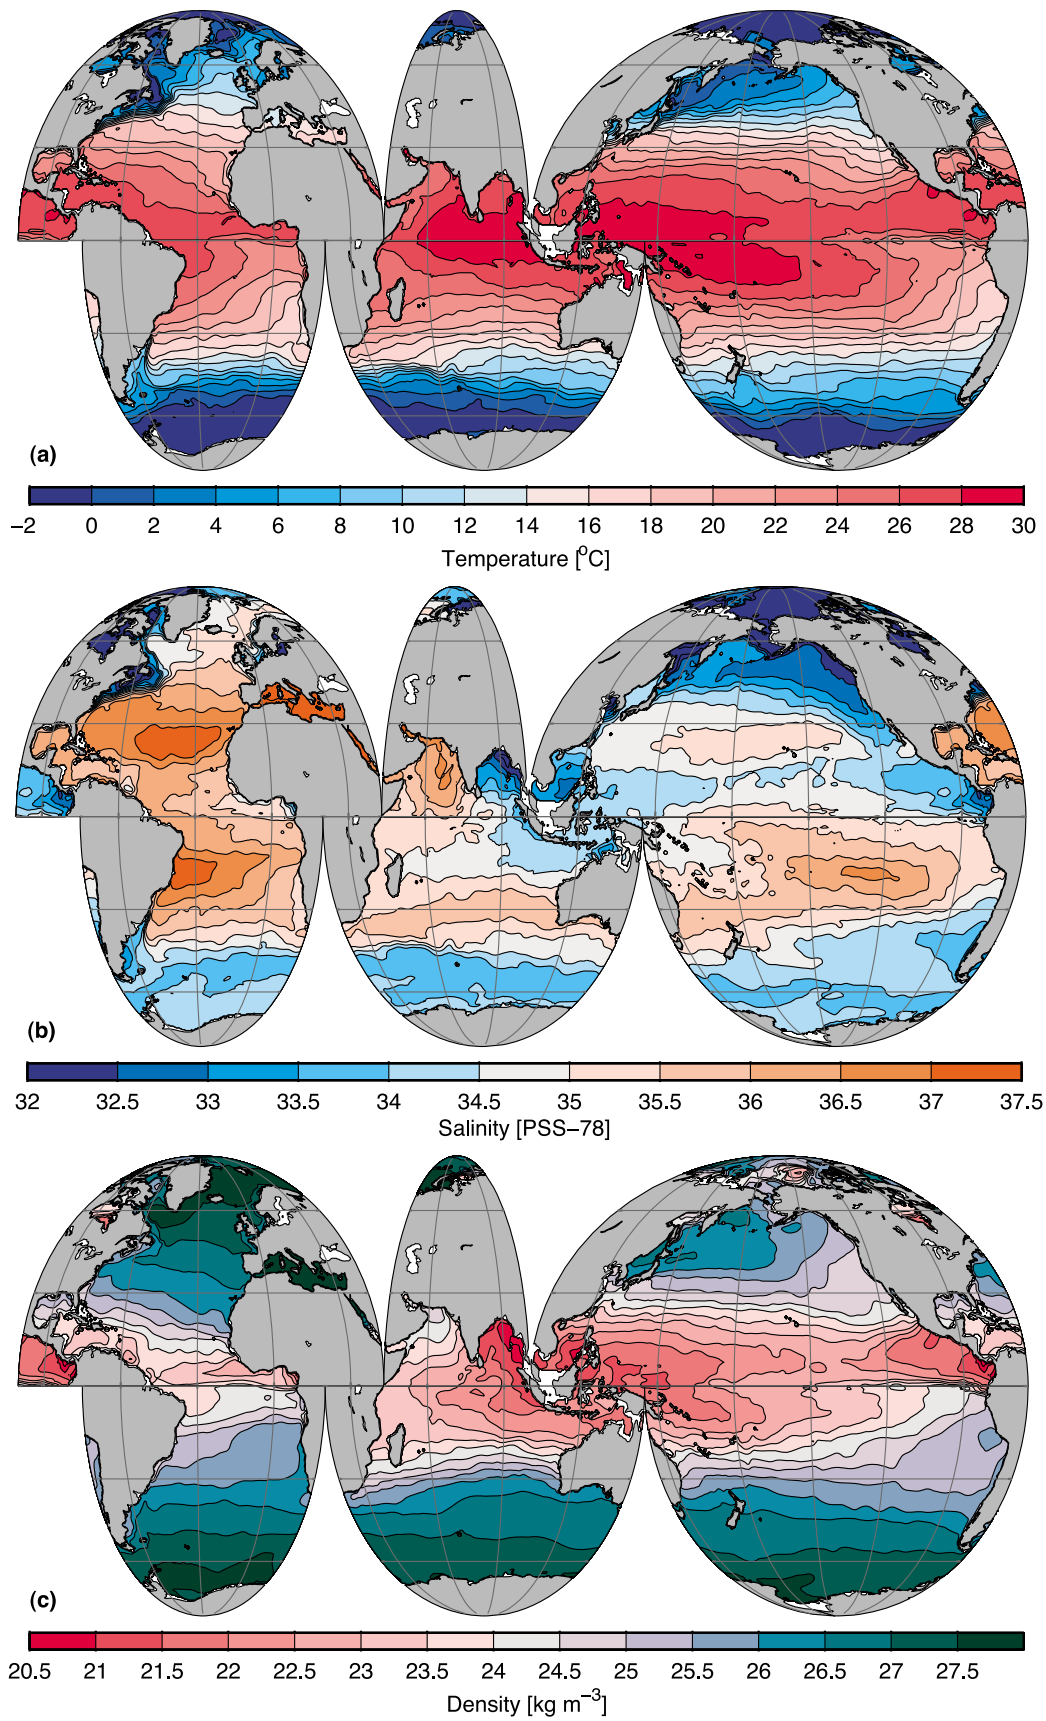 (a)
−2 0 2 4 6 8 10 12 14 16 18 20 22 24 26 28 30
Temperature [°C]
(b)
32 32.5 33 33.5 34 34.5 35 35.5 36 36.5 37 37.5
Salinity [PSS−78]
(c)
20.5 21 21.5 22 22.5 23 23.5 24 24.5 25 25.5 26 26.5 27 27.5
Density [kg m⁻³]